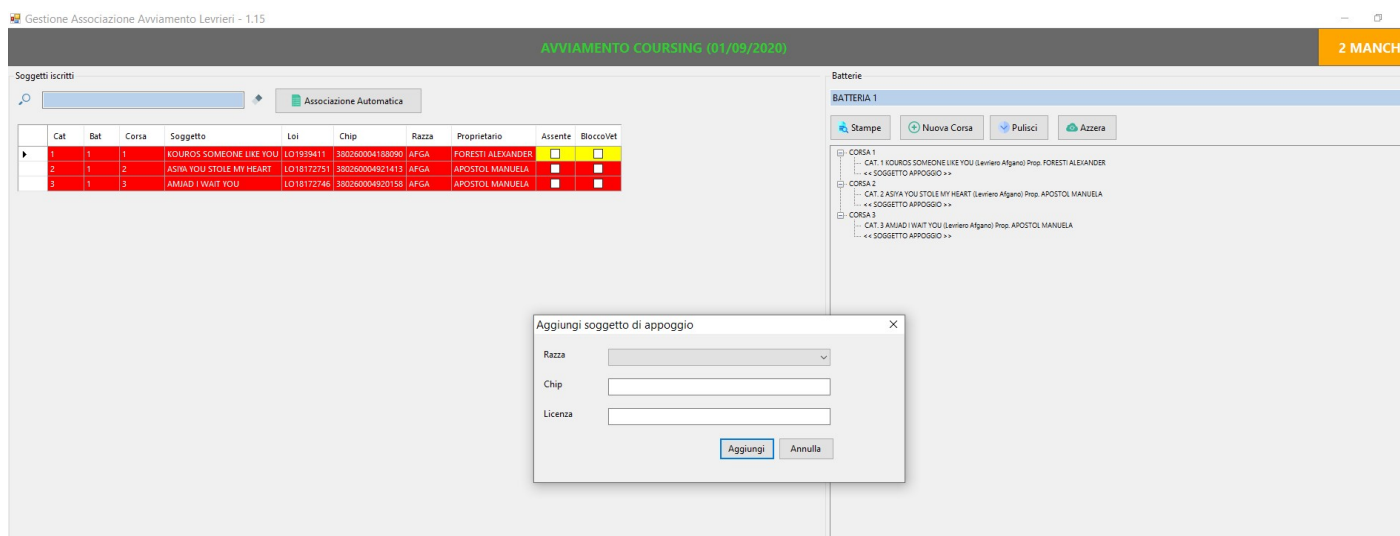 Gestione Associazione Avviamento Levrieri - 1.15
AVVIAMENTO COURSING (01/09/2020)
2 MANCH
Soggetti iscritti
Associazione Automatica
Cat Bat Corsa Soggetto Loi Chip Razza Proprietario Assente BloccoVet
1 1 1 KOUROS SOMEONE LIKE YOU LO1939411 380260004188090 AFGA FORESTI ALEXANDER
2 1 2 ASIYA YOU STOLE MY HEART LO18172751 380260004921413 AFGA APOSTOL MANUELA
3 1 3 AMJAD I WAIT YOU LO18172746 380260004920158 AFGA APOSTOL MANUELA
Batterie
BATTERIA 1
Stampe Nuova Corsa Pulisci Azzera
CORSA 1
CAT. 1 KOUROS SOMEONE LIKE YOU (Levriero Afgano) Prop. FORESTI ALEXANDER
<< SOGGETTO APPOGGIO >>
CORSA 2
CAT. 2 ASIYA YOU STOLE MY HEART (Levriero Afgano) Prop. APOSTOL MANUELA
<< SOGGETTO APPOGGIO >>
CORSA 3
CAT. 3 AMJAD I WAIT YOU (Levriero Afgano) Prop. APOSTOL MANUELA
<< SOGGETTO APPOGGIO >>
Aggiungi soggetto di appoggio
Razza
Chip
Licenza
Aggiungi Annulla